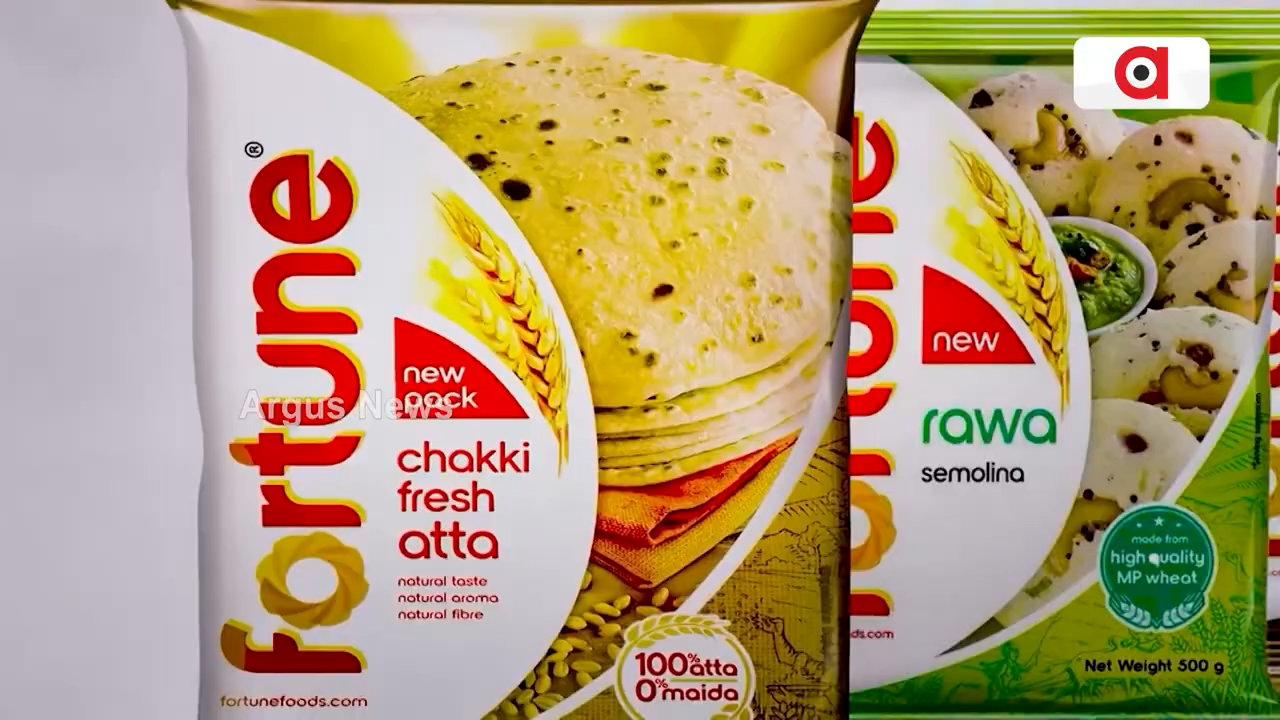 fortune®
new
pack
chakki
fresh
atta
natural taste
natural aroma
natural fibre
100% atta
0% maida
fortunefoods.com
Argus News
a
fortune
new
rawa
semolina
made from
high quality
MP wheat
Net Weight 500 g
ds.com